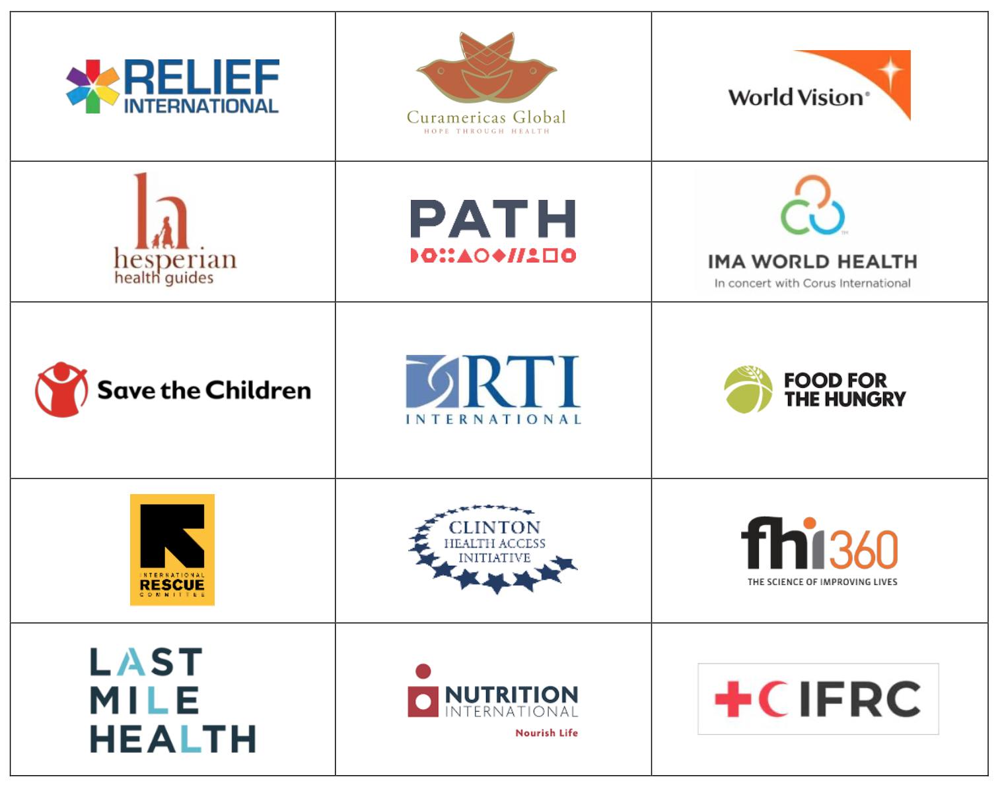 RELIEF
INTERNATIONAL
Curamericas Global
HOPE THROUGH HEALTH
World Vision®
h
hesperian
health guides
PATH
IMA WORLD HEALTH
In concert with Corus International
Save the Children
RTI
INTERNATIONAL
FOOD FOR
THE HUNGRY
INTERNATIONAL
RESCUE
COMMITTEE
CLINTON
HEALTH ACCESS
INITIATIVE
fhi360
THE SCIENCE OF IMPROVING LIVES
LAST
MILE
HEALTH
NUTRITION
INTERNATIONAL
Nourish Life
IFRC